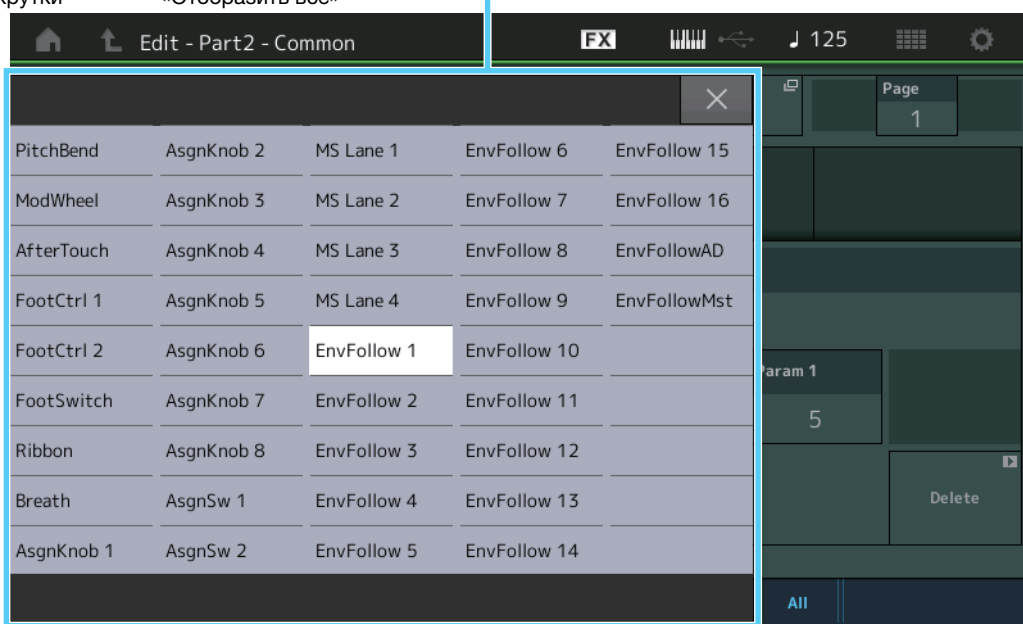 «Отобразить все»
Edit - Part2 - Common FX 125
Page
1
PitchBend AsgnKnob 2 MS Lane 1 EnvFollow 6 EnvFollow 15
ModWheel AsgnKnob 3 MS Lane 2 EnvFollow 7 EnvFollow 16
AfterTouch AsgnKnob 4 MS Lane 3 EnvFollow 8 EnvFollowAD
FootCtrl 1 AsgnKnob 5 MS Lane 4 EnvFollow 9 EnvFollowMst
FootCtrl 2 AsgnKnob 6 EnvFollow 1 EnvFollow 10
Param 1
FootSwitch AsgnKnob 7 EnvFollow 2 EnvFollow 11
5
Ribbon AsgnKnob 8 EnvFollow 3 EnvFollow 12
Breath AsgnSw 1 EnvFollow 4 EnvFollow 13
Delete
AsgnKnob 1 AsgnSw 2 EnvFollow 5 EnvFollow 14
All